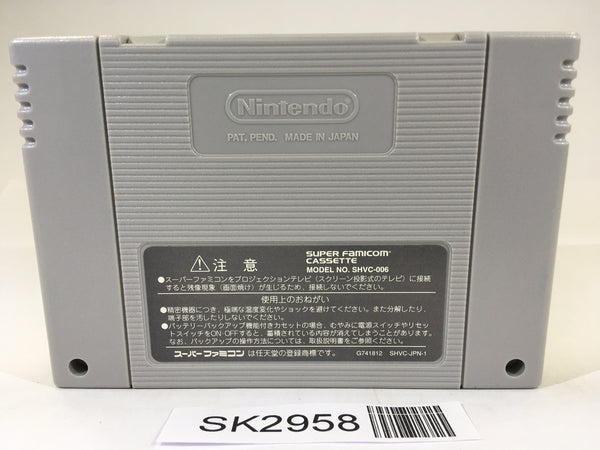 Nintendo
PAT. PEND. MADE IN JAPAN
注意
SUPER FAMICOM
CASSETTE
MODEL NO. SHVC-006
●スーパーファミコンをプロジェクションテレビ（スクリーン投影式のテレビ）に接続
すると残像現象（画面焼け）が生じるため、接続しないでください。
使用上のおねがい
●精密機器につき、極端な温度変化やショックを避けてください。また分解したり、
端子部を汚したりしないでください。
●バッテリーバックアップ機能付きカセットの場合、むやみに電源スイッチやリセッ
トスイッチをON・OFFすると、蓄積されている内容が消えてしまうことがあります。
なお、バックアップの操作方法については、取扱説明書をご参照ください。
スーパーファミコン は任天堂の登録商標です。 G741812 SHVC-JPN-1
SK2958